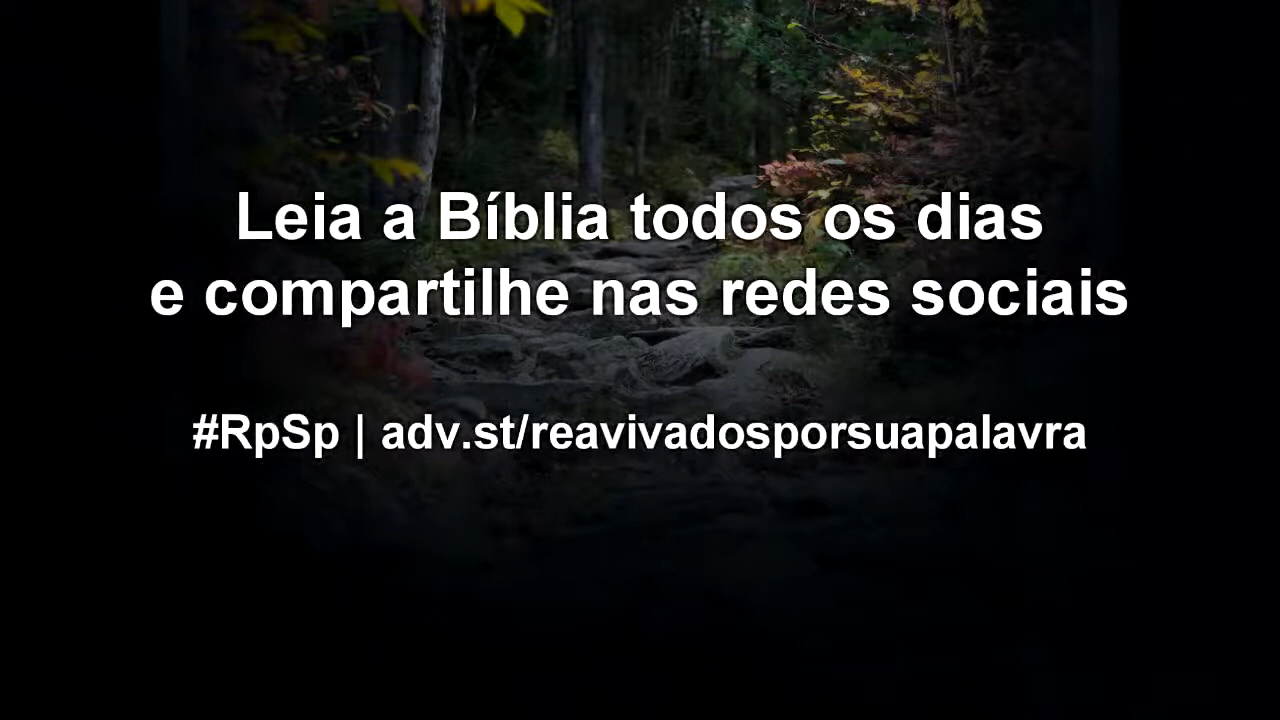 Leia a Bíblia todos os dias
e compartilhe nas redes sociais
#RpSp | adv.st/reavivadosporsuapalavra